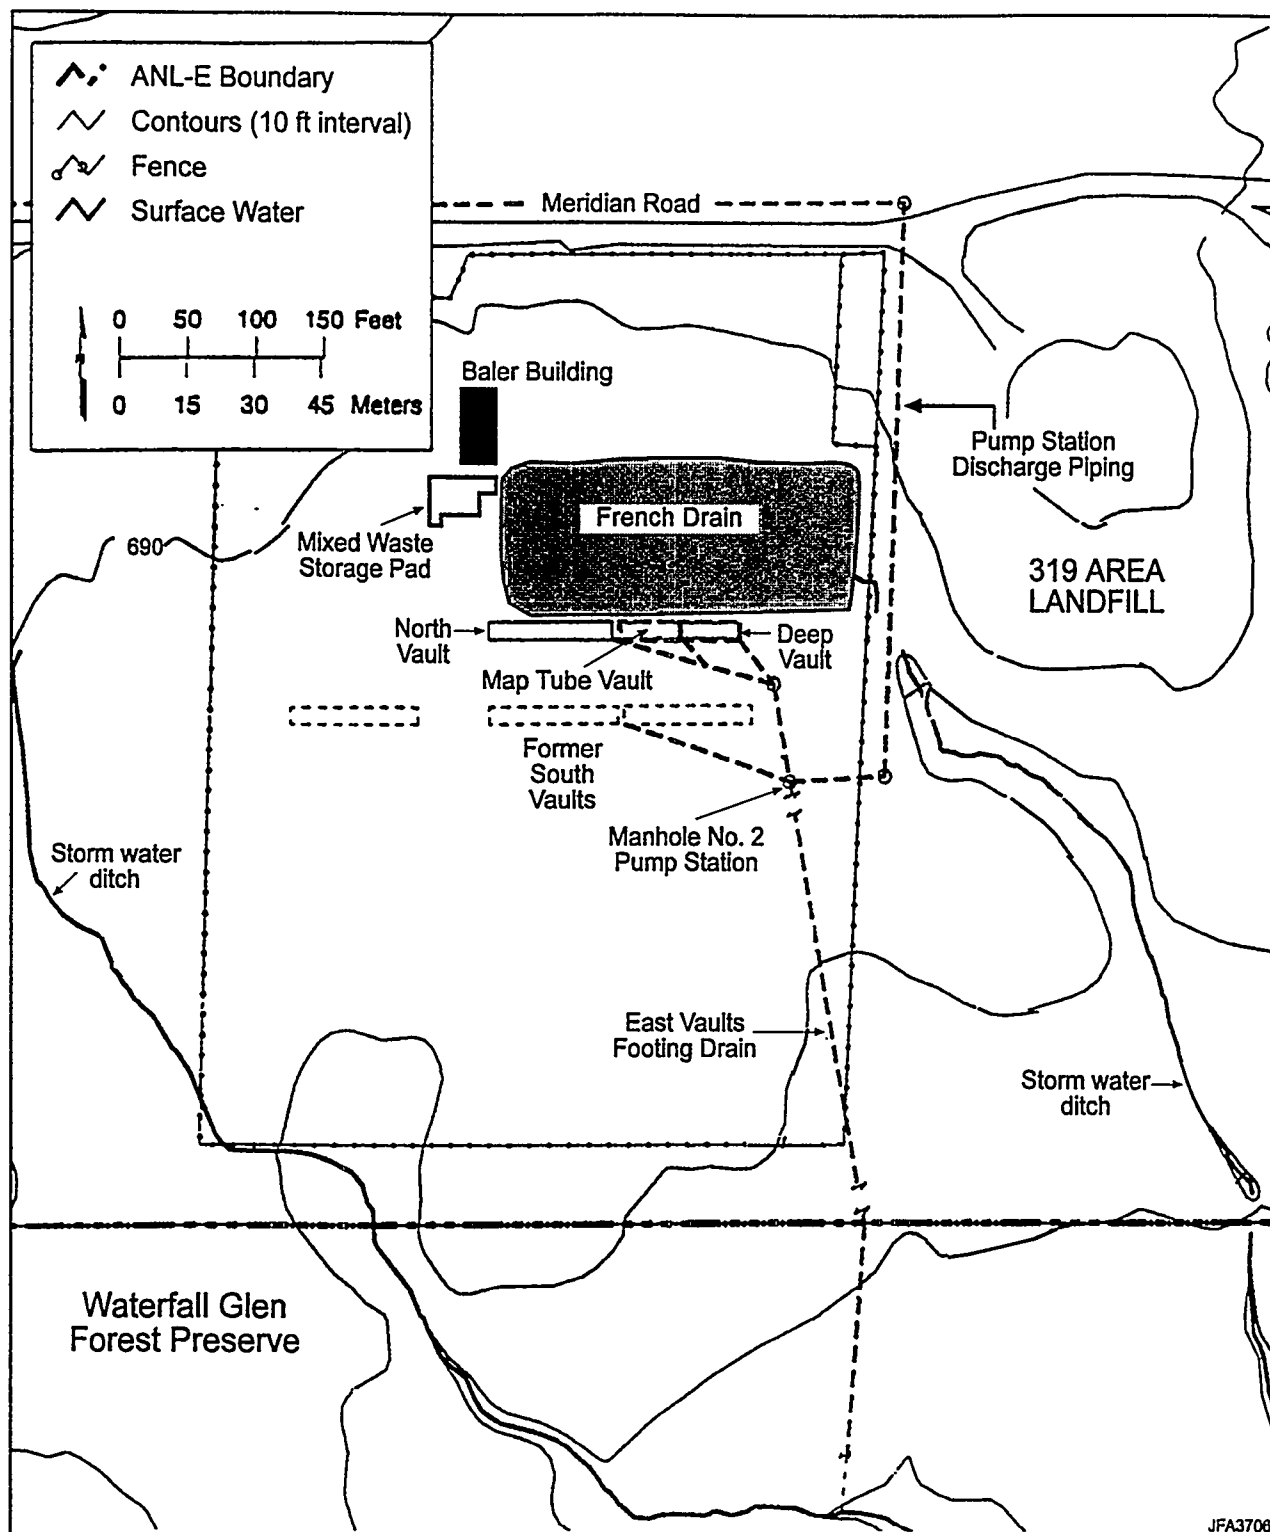 ANL-E Boundary
Contours (10 ft interval)
Fence
Surface Water
0 50 100 150 Feet
0 15 30 45 Meters
Meridian Road
Baler Building
Pump Station
Discharge Piping
French Drain
690
Mixed Waste
Storage Pad
319 AREA
LANDFILL
North
Vault
Deep
Vault
Map Tube Vault
Former
South
Vaults
Manhole No. 2
Pump Station
Storm water
ditch
East Vaults
Footing Drain
Storm water
ditch
Waterfall Glen
Forest Preserve
JFA3706